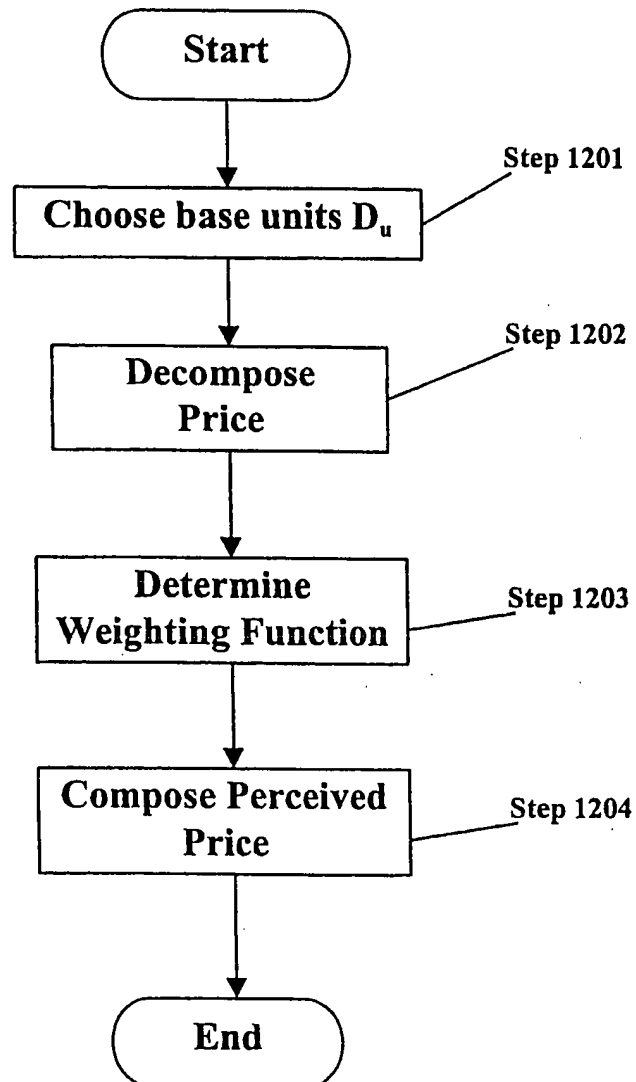 Start
Step 1201
Choose base units Du
Step 1202
Decompose
Price
Determine
Weighting Function
Step 1203
Compose Perceived
Price
Step 1204
End